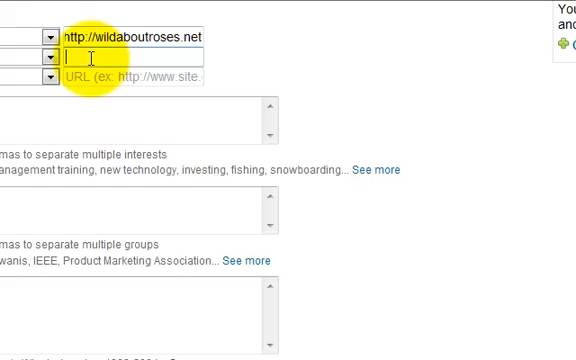 You
http://wildaboutroses.net
and
URL (ex: http://www.site.
mas to separate multiple interests
anagement training, new technology, investing, fishing, snowboarding... See more
mas to separate multiple groups
wanis, IEEE, Product Marketing Association... See more